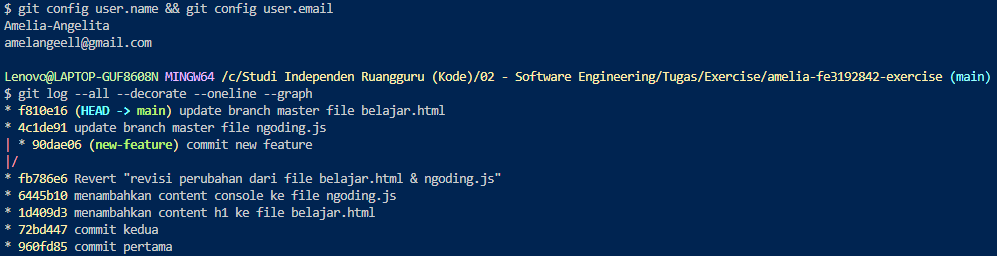 $ git config user.name && git config user.email
Amelia-Angelita
amelangeell@gmail.com
Lenovo@LAPTOP-GUF8608N MINGW64 /c/Studi Independen Ruangguru (Kode)/02 - Software Engineering/Tugas/Exercise/amelia-fe3192842-exercise (main)
$ git log --all --decorate --oneline --graph
* f810e16 (HEAD -> main) update branch master file belajar.html
* 4c1de91 update branch master file ngoding.js
| * 90dae06 (new-feature) commit new feature
|/
* fb786e6 Revert "revisi perubahan dari file belajar.html & ngoding.js"
* 6445b10 menambahkan content console ke file ngoding.js
* 1d409d3 menambahkan content h1 ke file belajar.html
* 72bd447 commit kedua
* 960fd85 commit pertama